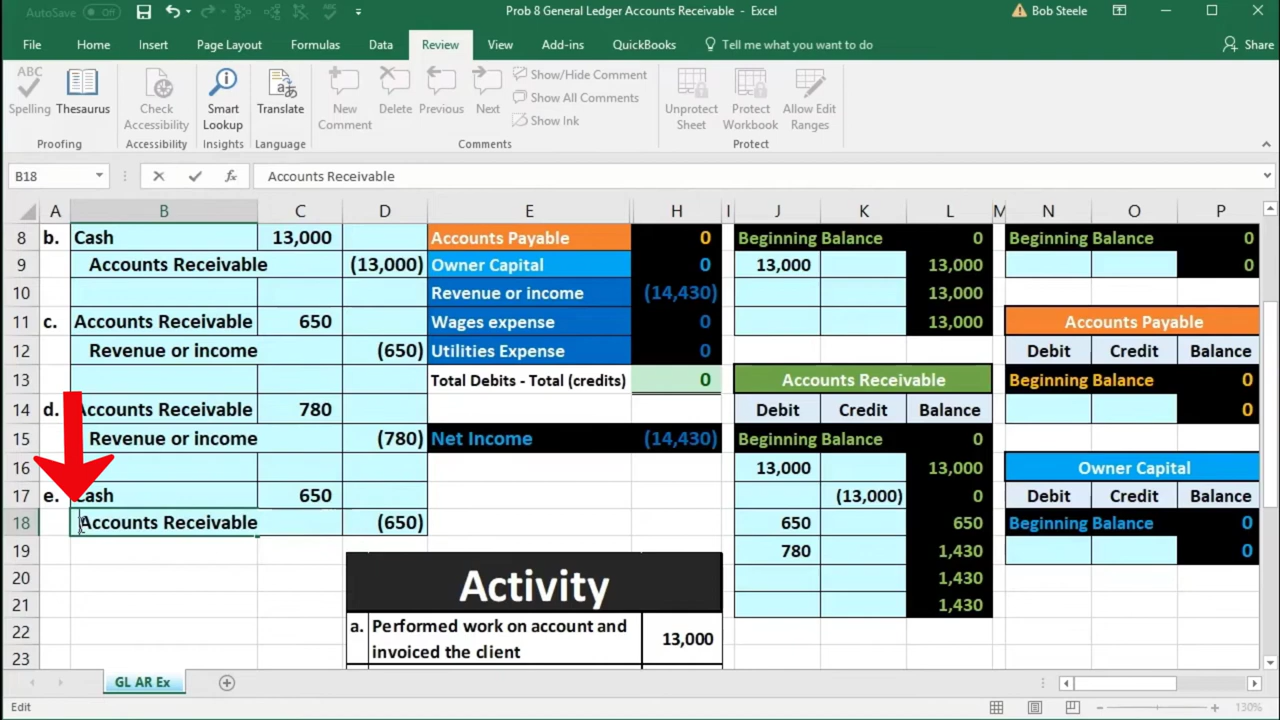 AutoSave Off
Prob 8 General Ledger Accounts Receivable - Excel
Bob Steele
File Home Insert Page Layout Formulas Data Review View Add-ins QuickBooks Tell me what you want to do Share
ABC
Spelling Thesaurus Check Accessibility Smart Lookup Translate New Comment Delete Previous Next
Show/Hide Comment
Show All Comments
Show Ink
Unprotect Sheet Protect Workbook Allow Edit Ranges
Proofing Accessibility Insights Language Comments Protect
B18 fx Accounts Receivable
A B C D E H I J K L M N O P
8 b. Cash 13,000 Accounts Payable 0 Beginning Balance 0 Beginning Balance 0
9 Accounts Receivable (13,000) Owner Capital 0 13,000 13,000 0
10 Revenue or income (14,430) 13,000
11 c. Accounts Receivable 650 Wages expense 0 13,000 Accounts Payable
12 Revenue or income (650) Utilities Expense 0 Debit Credit Balance
13 Total Debits - Total (credits) 0 Accounts Receivable Beginning Balance 0
14 d. Accounts Receivable 780 Debit Credit Balance 0
15 Revenue or income (780) Net Income (14,430) Beginning Balance 0
16 13,000 13,000 Owner Capital
17 e. Cash 650 (13,000) 0 Debit Credit Balance
18 Accounts Receivable (650) 650 650 Beginning Balance 0
19 780 1,430 0
20 Activity 1,430
21 1,430
22 a. Performed work on account and
23 invoiced the client 13,000
GL AR Ex
Edit 130%